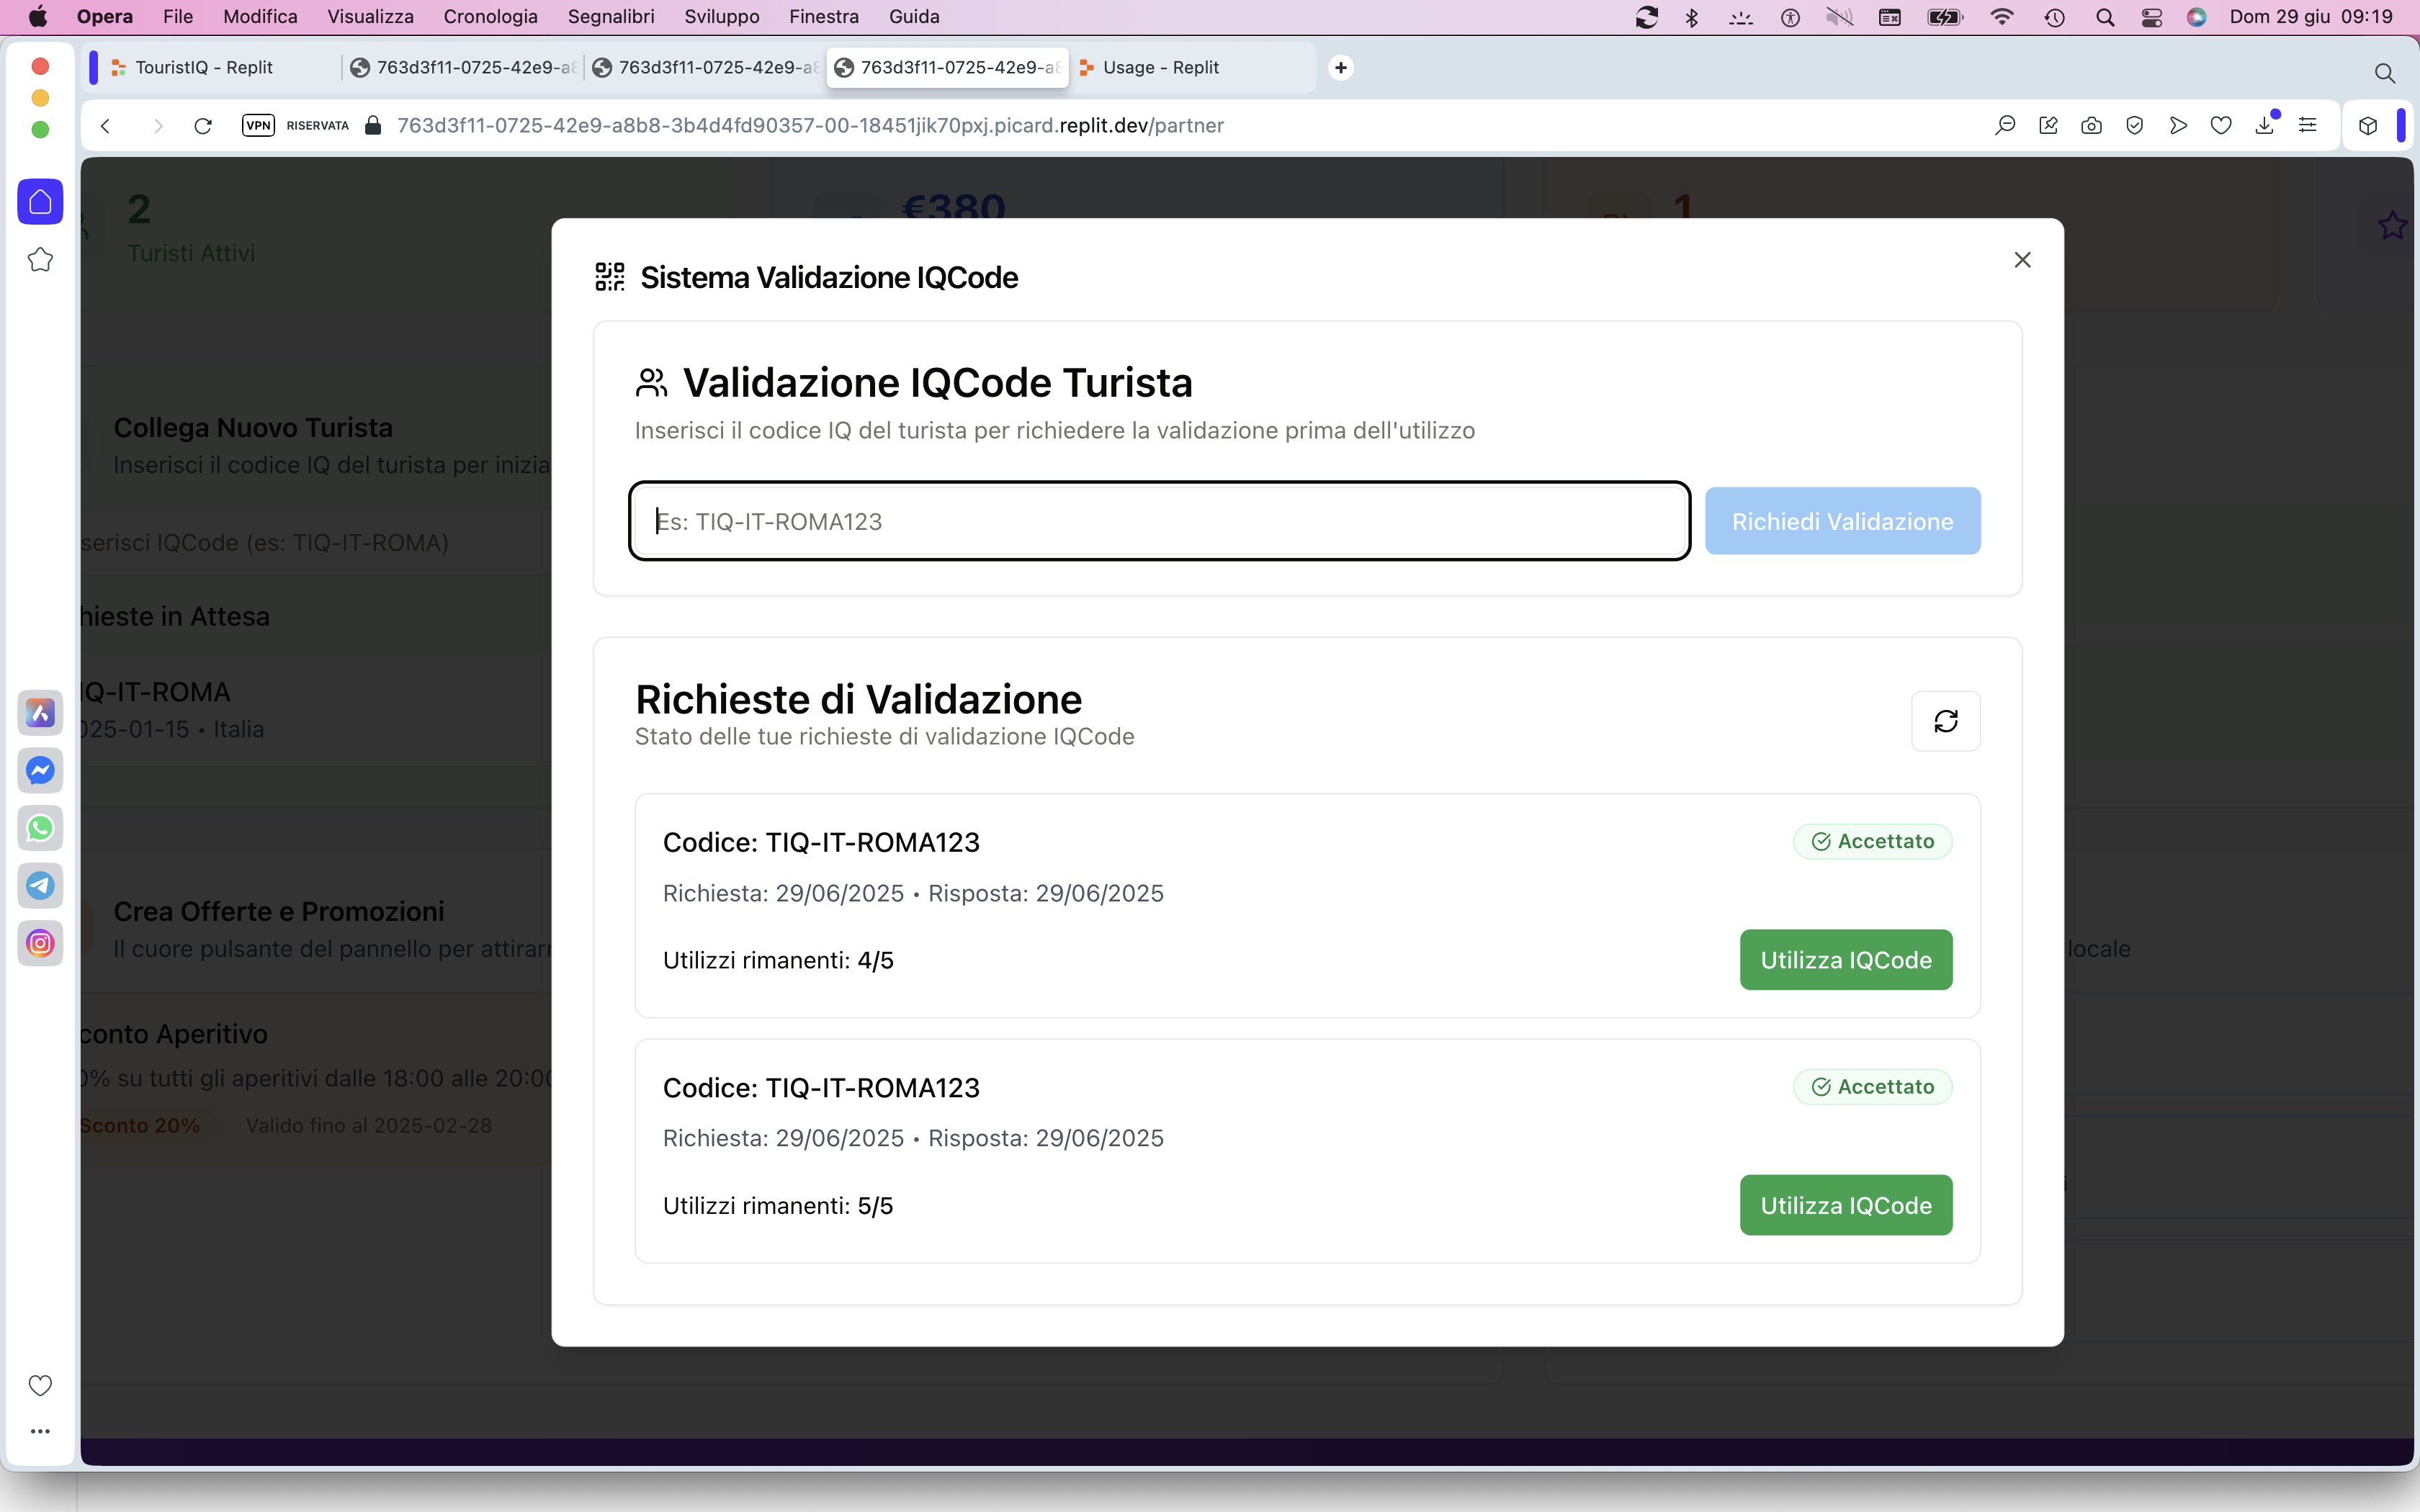 Opera File Modifica Visualizza Cronologia Segnalibri Sviluppo Finestra Guida Dom 29 giu 09:19
TouristIQ - Replit 763d3f11-0725-42e9-a8 763d3f11-0725-42e9-a8 763d3f11-0725-42e9-a8 Usage - Replit
VPN RISERVATA 763d3f11-0725-42e9-a8b8-3b4d4fd90357-00-18451jik70pxj.picard.replit.dev/partner
2 €380 1
Turisti Attivi
Sistema Validazione IQCode
Validazione IQCode Turista
Inserisci il codice IQ del turista per richiedere la validazione prima dell'utilizzo
Es: TIQ-IT-ROMA123 Richiedi Validazione
Richieste di Validazione
Stato delle tue richieste di validazione IQCode
Codice: TIQ-IT-ROMA123 Accettato
Richiesta: 29/06/2025 • Risposta: 29/06/2025
Utilizzi rimanenti: 4/5 Utilizza IQCode
Codice: TIQ-IT-ROMA123 Accettato
Richiesta: 29/06/2025 • Risposta: 29/06/2025
Utilizzi rimanenti: 5/5 Utilizza IQCode
Collega Nuovo Turista
Inserisci il codice IQ del turista per inizia
serisci IQCode (es: TIQ-IT-ROMA)
hieste in Attesa
IQ-IT-ROMA
025-01-15 • Italia
Crea Offerte e Promozioni
Il cuore pulsante del pannello per attirar
locale
conto Aperitivo
0% su tutti gli aperitivi dalle 18:00 alle 20:00
Sconto 20% Valido fino al 2025-02-28